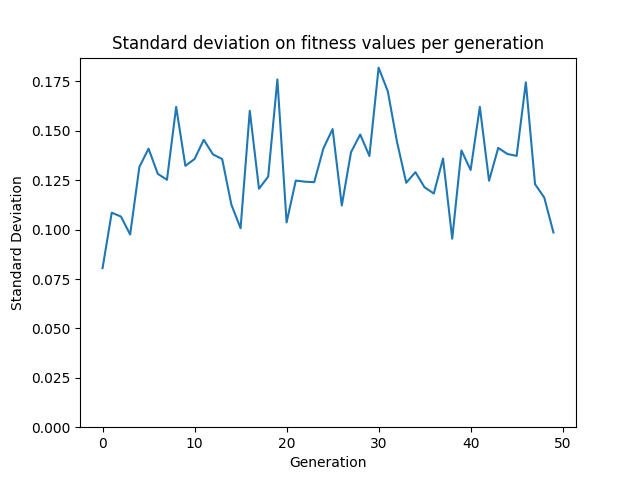 Standard deviation on fitness values per generation
0.175
0.150
0.125
0.100
0.075
0.050
0.025
0.000
Standard Deviation
0 10 20 30 40 50
Generation